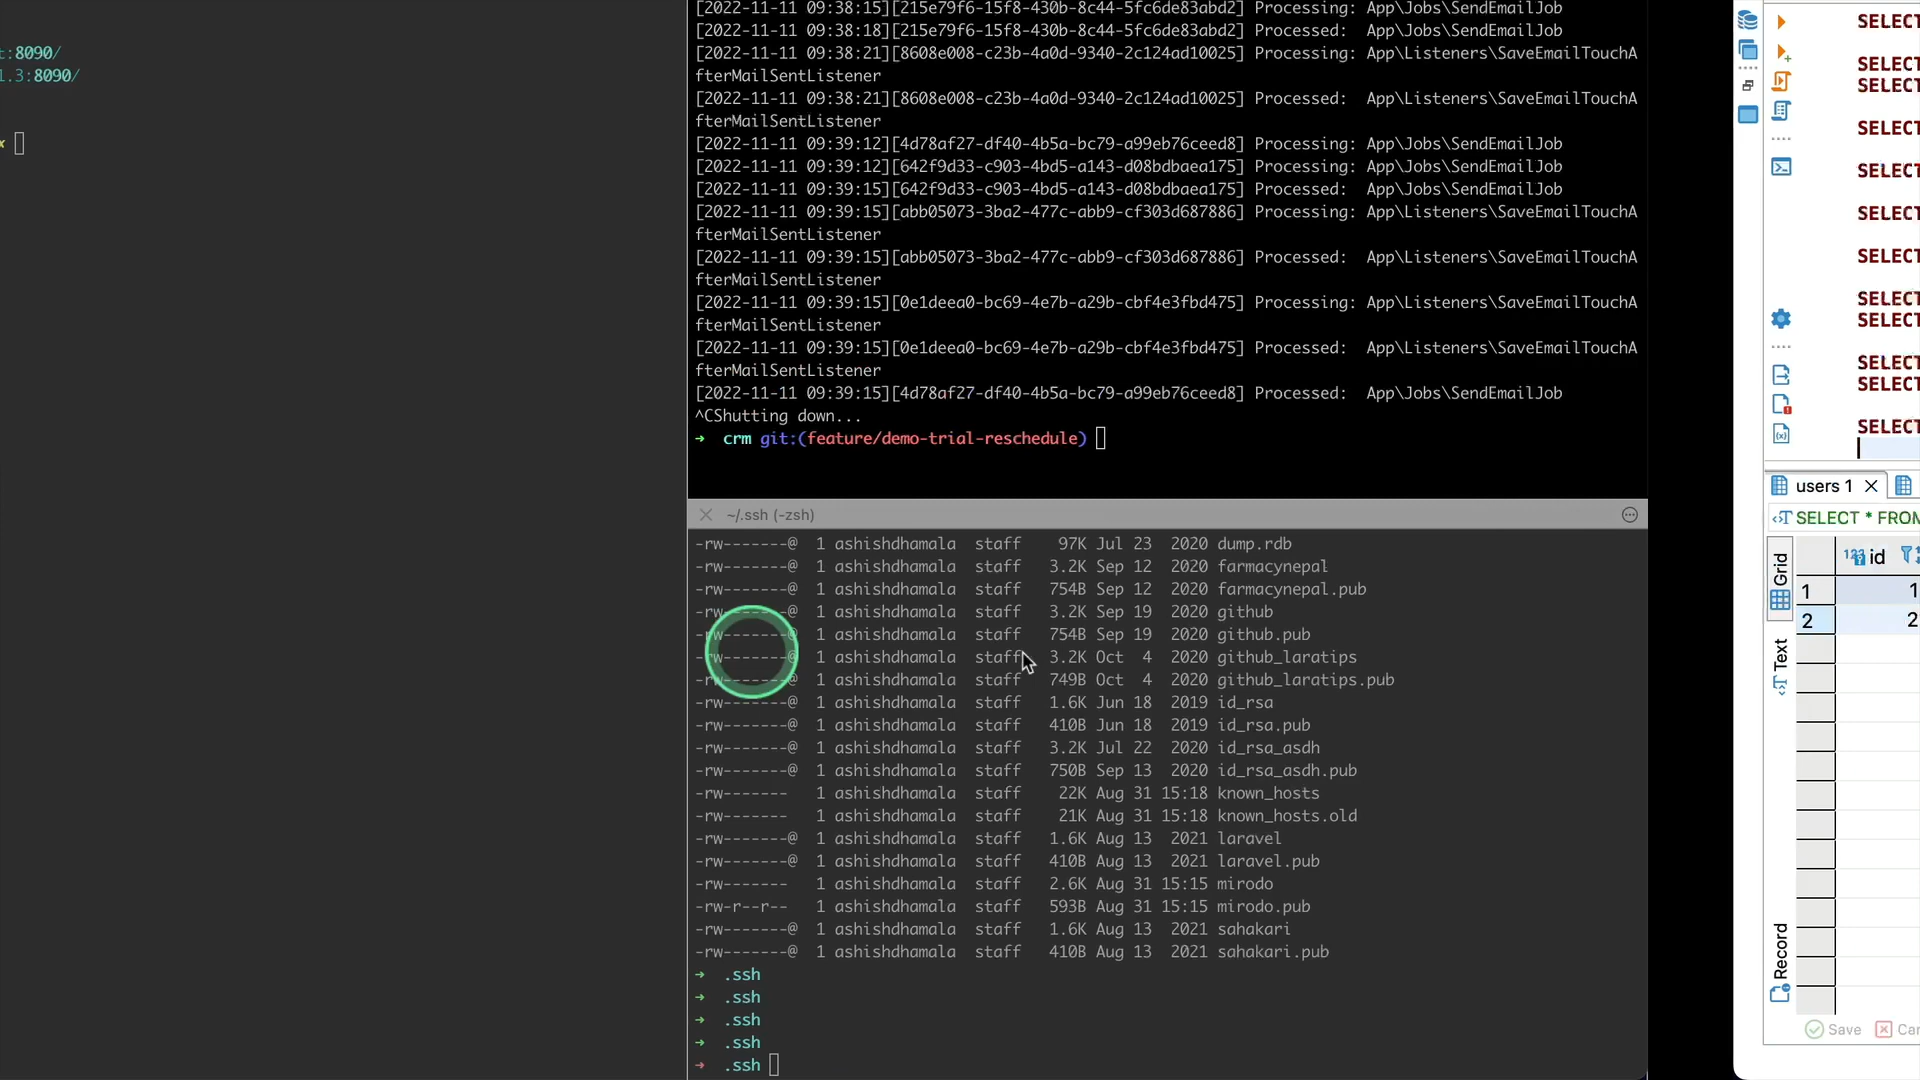 t:8090/
1.3:8090/
x
[2022-11-11 09:38:15][215e79f6-15f8-430b-8c44-5fc6de83abd2] Processing: App\Jobs\SendEmailJob
[2022-11-11 09:38:18][215e79f6-15f8-430b-8c44-5fc6de83abd2] Processed:  App\Jobs\SendEmailJob
[2022-11-11 09:38:21][8608e008-c23b-4a0d-9340-2c124ad10025] Processing: App\Listeners\SaveEmailTouchA
fterMailSentListener
[2022-11-11 09:38:21][8608e008-c23b-4a0d-9340-2c124ad10025] Processed:  App\Listeners\SaveEmailTouchA
fterMailSentListener
[2022-11-11 09:39:12][4d78af27-df40-4b5a-bc79-a99eb76ceed8] Processing: App\Jobs\SendEmailJob
[2022-11-11 09:39:12][642f9d33-c903-4bd5-a143-d08bdbaea175] Processing: App\Jobs\SendEmailJob
[2022-11-11 09:39:15][642f9d33-c903-4bd5-a143-d08bdbaea175] Processed:  App\Jobs\SendEmailJob
[2022-11-11 09:39:15][abb05073-3ba2-477c-abb9-cf303d687886] Processing: App\Listeners\SaveEmailTouchA
fterMailSentListener
[2022-11-11 09:39:15][abb05073-3ba2-477c-abb9-cf303d687886] Processed:  App\Listeners\SaveEmailTouchA
fterMailSentListener
[2022-11-11 09:39:15][0e1deea0-bc69-4e7b-a29b-cbf4e3fbd475] Processing: App\Listeners\SaveEmailTouchA
fterMailSentListener
[2022-11-11 09:39:15][0e1deea0-bc69-4e7b-a29b-cbf4e3fbd475] Processed:  App\Listeners\SaveEmailTouchA
fterMailSentListener
[2022-11-11 09:39:15][4d78af27-df40-4b5a-bc79-a99eb76ceed8] Processed:  App\Jobs\SendEmailJob
^CShutting down...
➜  crm git:(feature/demo-trial-reschedule)
~/.ssh (-zsh)
-rw-------@  1 ashishdhamala  staff    97K Jul 23  2020 dump.rdb
-rw-------@  1 ashishdhamala  staff   3.2K Sep 12  2020 farmacynepal
-rw-------@  1 ashishdhamala  staff   754B Sep 12  2020 farmacynepal.pub
-rw-------@  1 ashishdhamala  staff   3.2K Sep 19  2020 github
-rw-------@  1 ashishdhamala  staff   754B Sep 19  2020 github.pub
-rw-------@  1 ashishdhamala  staff   3.2K Oct  4  2020 github_laratips
-rw-------@  1 ashishdhamala  staff   749B Oct  4  2020 github_laratips.pub
-rw-------@  1 ashishdhamala  staff   1.6K Jun 18  2019 id_rsa
-rw-------@  1 ashishdhamala  staff   410B Jun 18  2019 id_rsa.pub
-rw-------@  1 ashishdhamala  staff   3.2K Jul 22  2020 id_rsa_asdh
-rw-------@  1 ashishdhamala  staff   750B Sep 13  2020 id_rsa_asdh.pub
-rw-------   1 ashishdhamala  staff    22K Aug 31 15:18 known_hosts
-rw-------   1 ashishdhamala  staff    21K Aug 31 15:18 known_hosts.old
-rw-------@  1 ashishdhamala  staff   1.6K Aug 13  2021 laravel
-rw-------@  1 ashishdhamala  staff   410B Aug 13  2021 laravel.pub
-rw-------   1 ashishdhamala  staff   2.6K Aug 31 15:15 mirodo
-rw-r--r--   1 ashishdhamala  staff   593B Aug 31 15:15 mirodo.pub
-rw-------@  1 ashishdhamala  staff   1.6K Aug 13  2021 sahakari
-rw-------@  1 ashishdhamala  staff   410B Aug 13  2021 sahakari.pub
➜  .ssh
➜  .ssh
➜  .ssh
➜  .ssh
➜  .ssh
SELECT
SELECT
SELECT
SELECT
SELECT
SELECT
SELECT
SELECT
SELECT
SELECT
SELECT
SELECT
users 1
SELECT * FROM
Grid
Text
Record
123 id
1 1
2 2
Save
Can